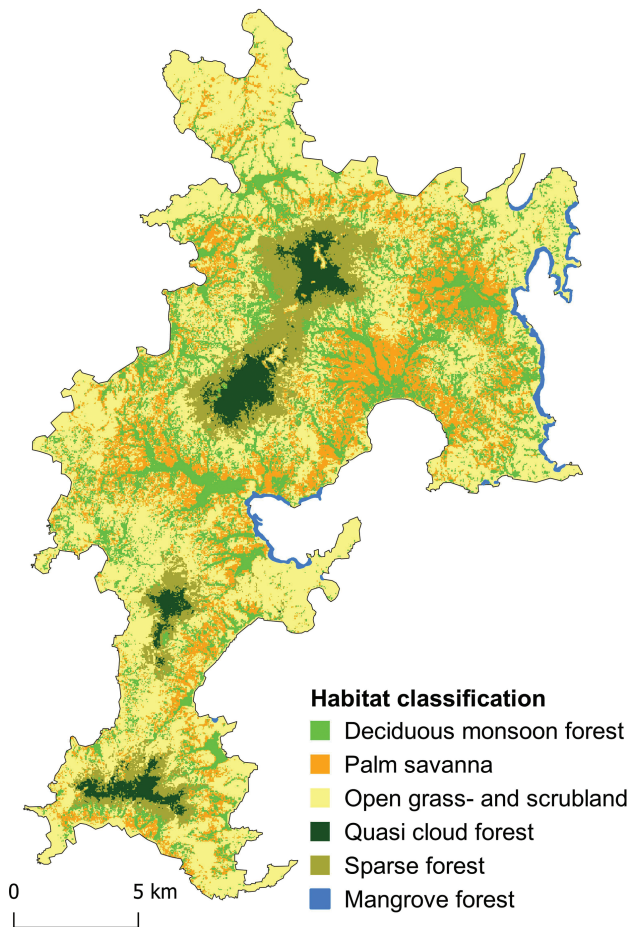 Habitat classification
Deciduous monsoon forest
Palm savanna
Open grass- and scrubland
Quasi cloud forest
Sparse forest
Mangrove forest
0 5 km